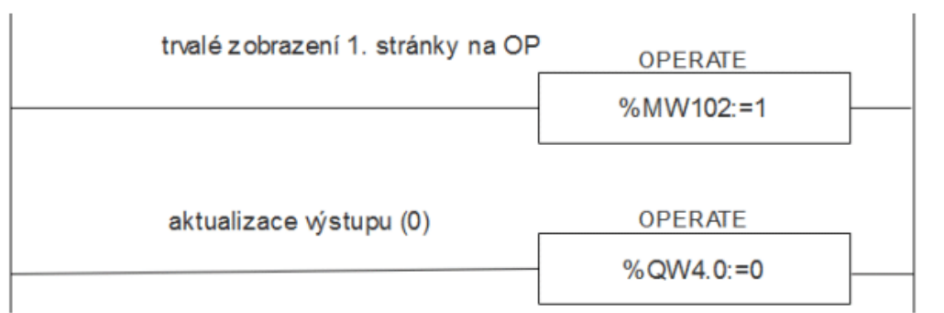 trvalé zobrazení 1. stránky na OP
OPERATE
%MW102:=1
aktualizace výstupu (0)
OPERATE
%QW4.0:=0